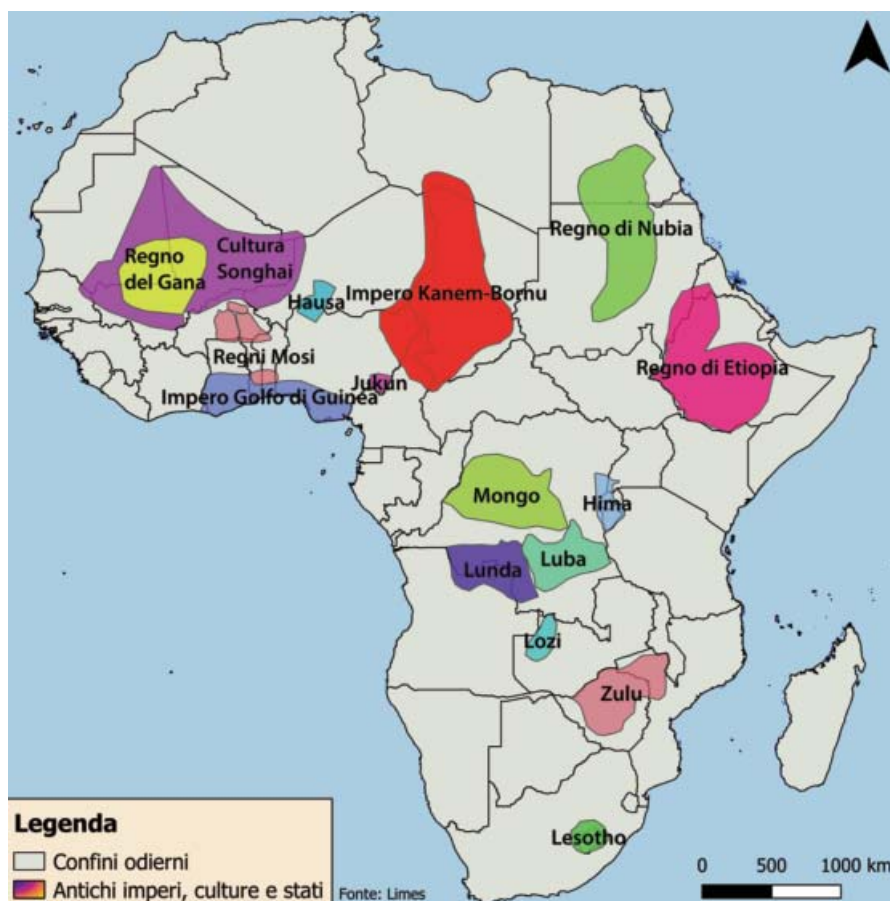 Regno di Nubia
Regno
del Gana
Cultura
Songhai
Hausa
Impero Kanem-Bornu
Regni Mosi
Jukun
Regno di Etiopia
Impero Golfo di Guinea
Mongo
Hima
Lunda
Luba
Lozi
Zulu
Lesotho
Legenda
Confini odierni
Antichi imperi, culture e stati
Fonte: Limes
0 500 1000 km